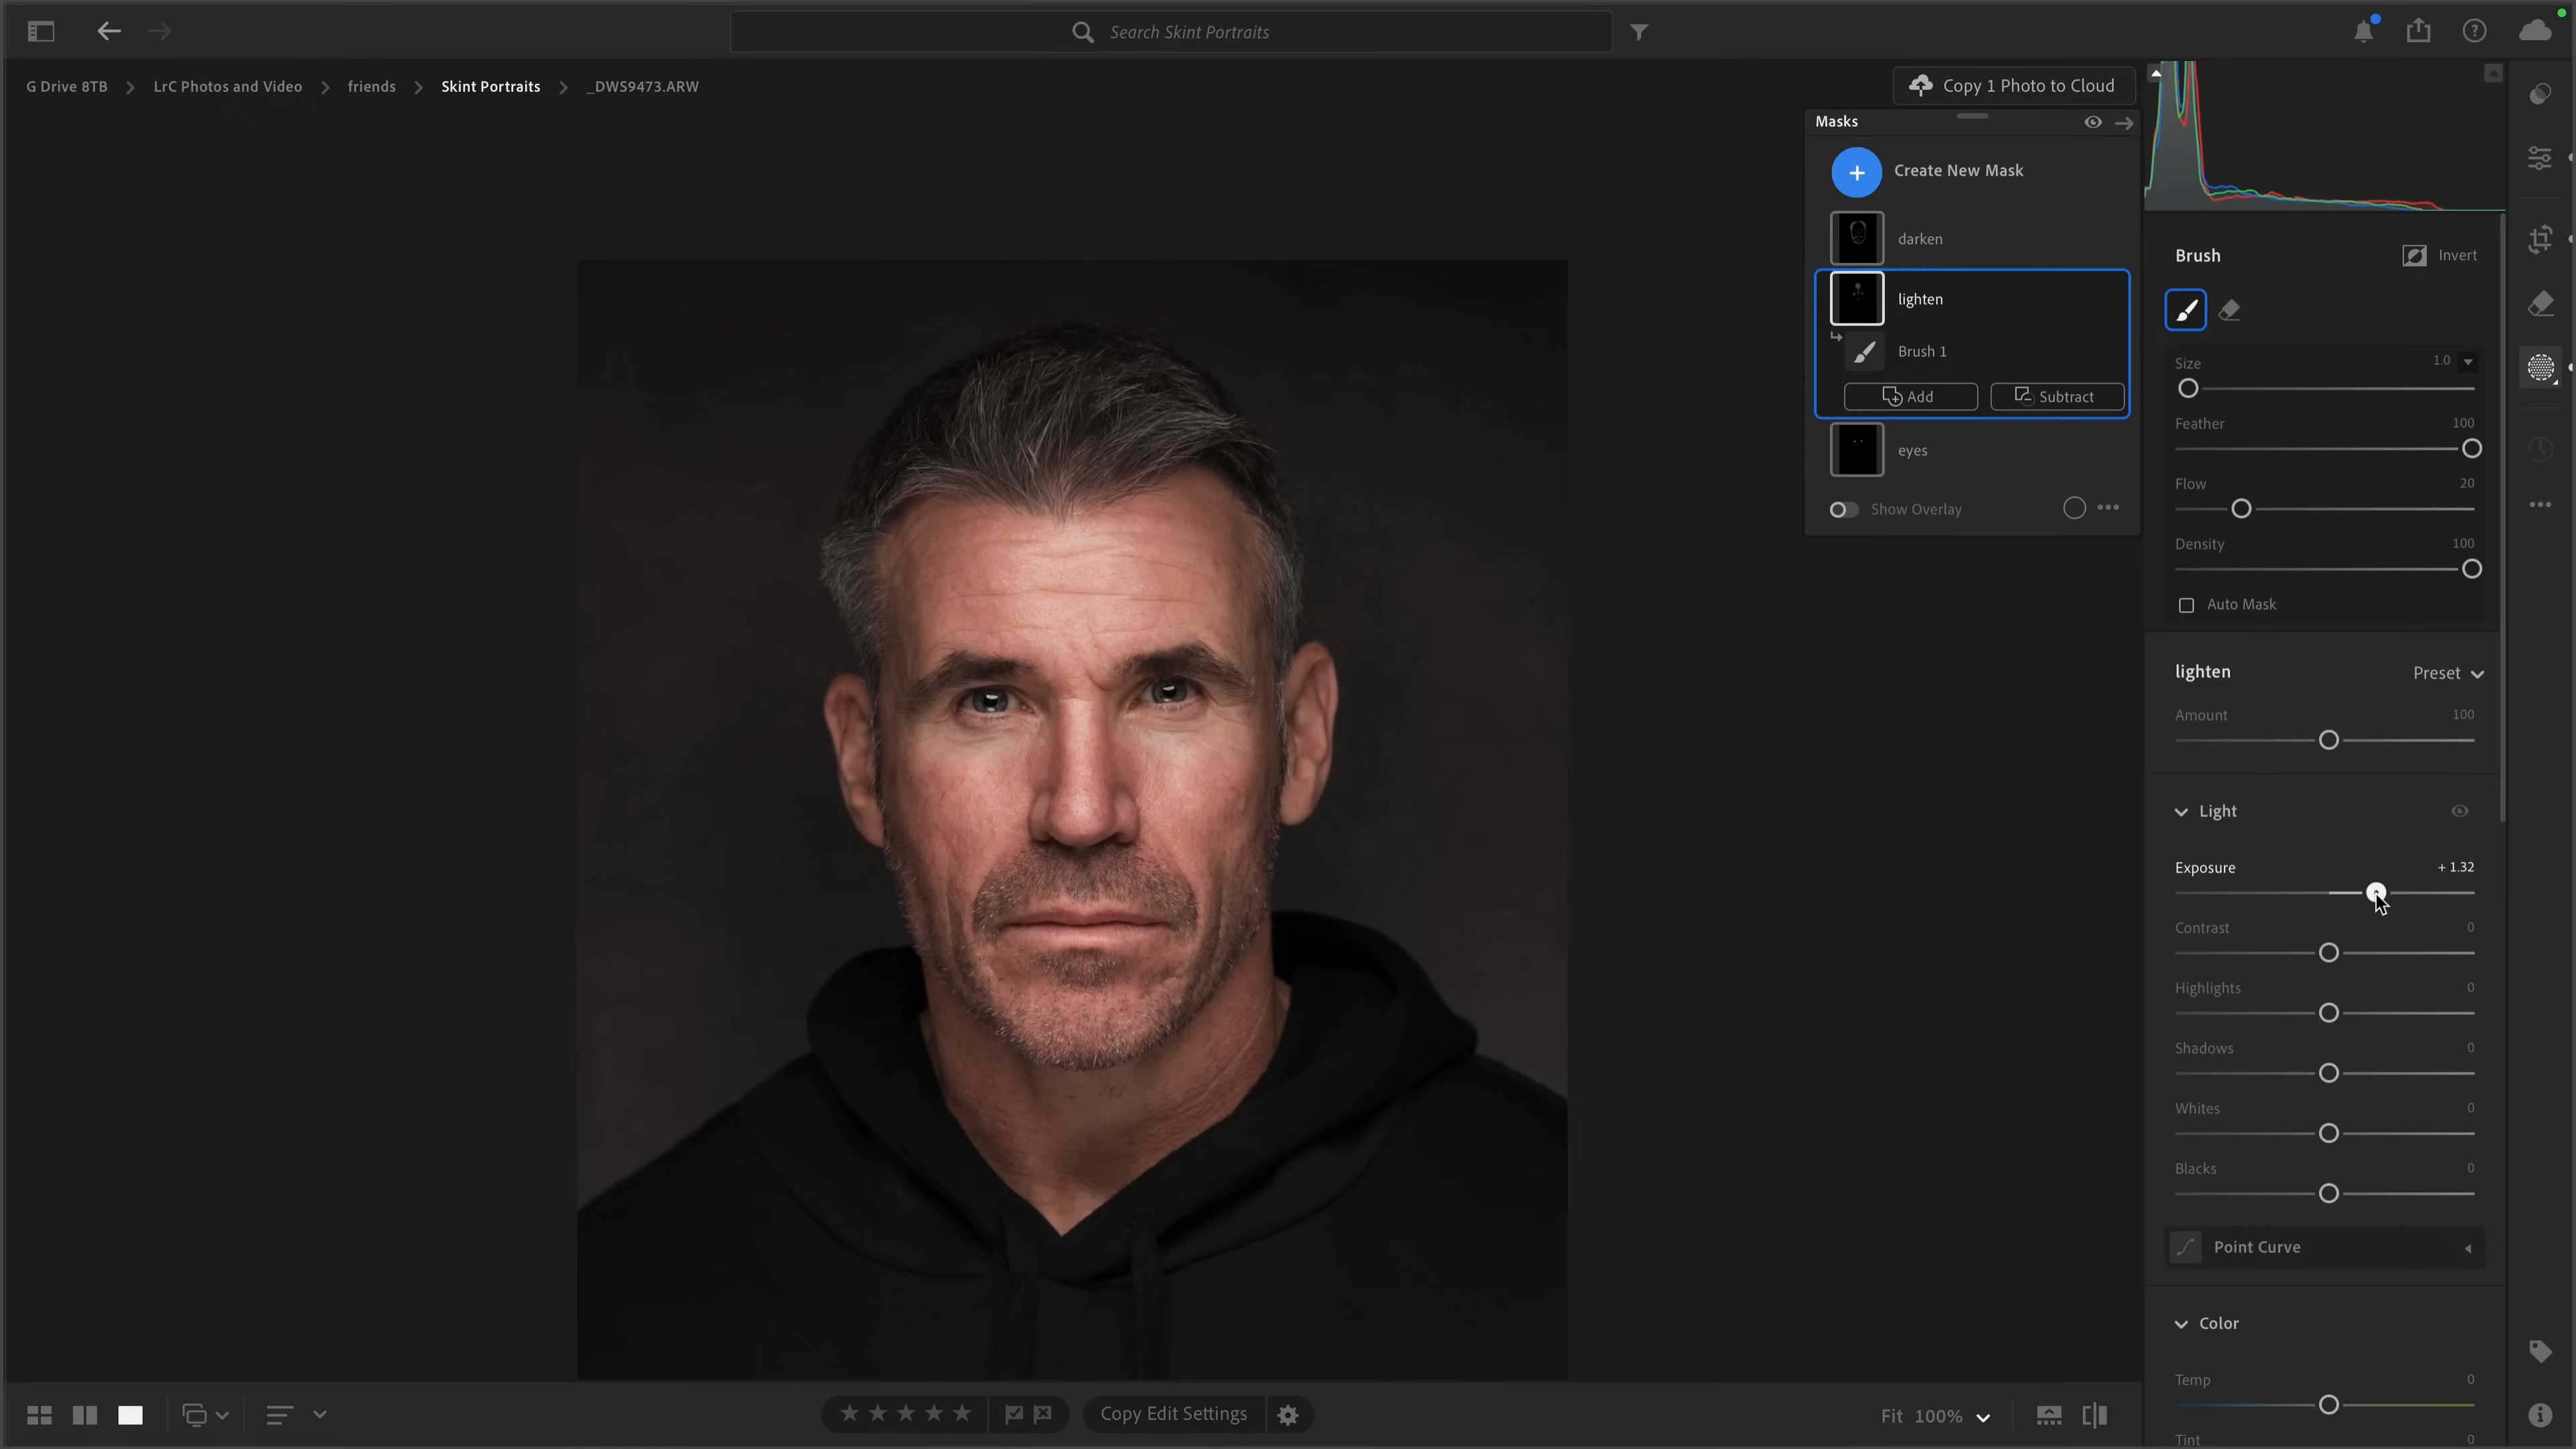 Search Skint Portraits
G Drive 8TB
LrC Photos and Video
friends
Skint Portraits
_DWS9473.ARW
Copy 1 Photo to Cloud
Masks
Create New Mask
darken
lighten
Brush 1
Add
Subtract
eyes
Show Overlay
Brush
Invert
Size 1.0
Feather 100
Flow 20
Density 100
Auto Mask
lighten
Preset
Amount 100
Light
Exposure + 1.32
Contrast 0
Highlights 0
Shadows 0
Whites 0
Blacks 0
Point Curve
Color
Temp 0
Tint 0
Copy Edit Settings
Fit 100%